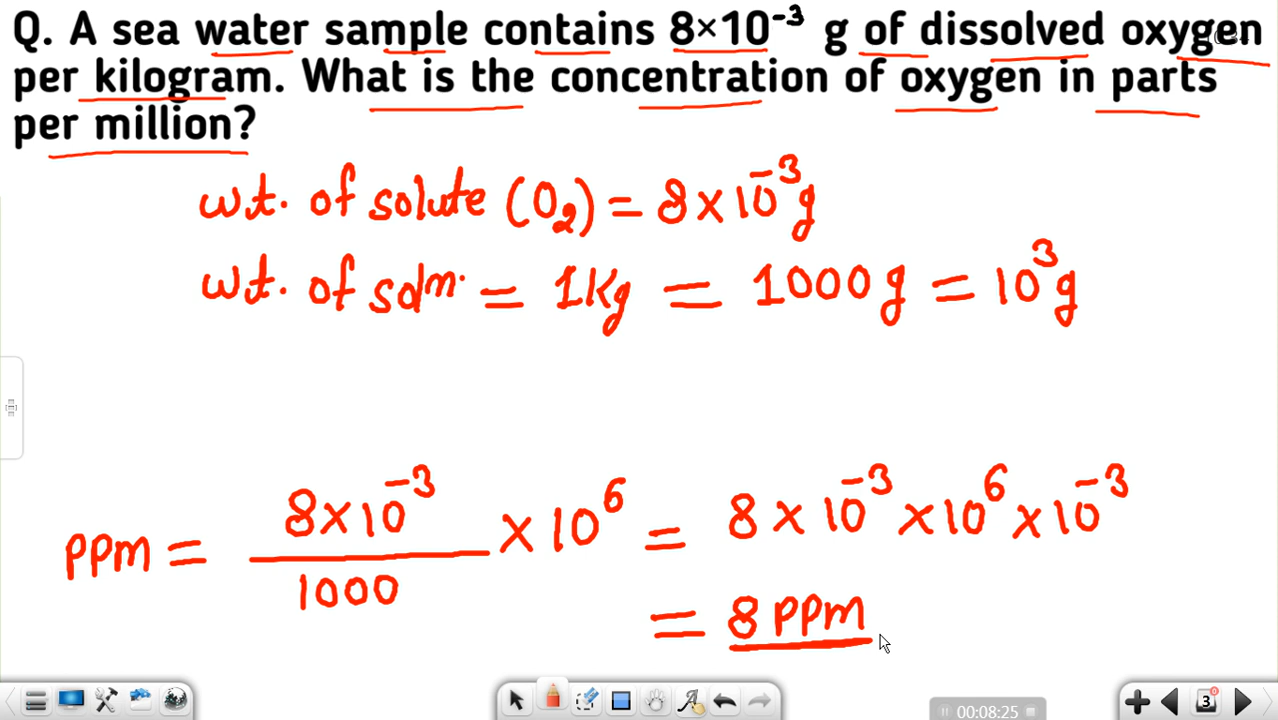 Q. A sea water sample contains 8×10⁻³ g of dissolved oxygen
per kilogram. What is the concentration of oxygen in parts
per million?
wt. of solute (O₂) = 8 × 10⁻³ g
wt. of soln. = 1Kg = 1000 g = 10³ g
ppm = 8 × 10⁻³ / 1000 × 10⁶ = 8 × 10⁻³ × 10⁶ × 10⁻³
= 8 ppm
3
00:08:25